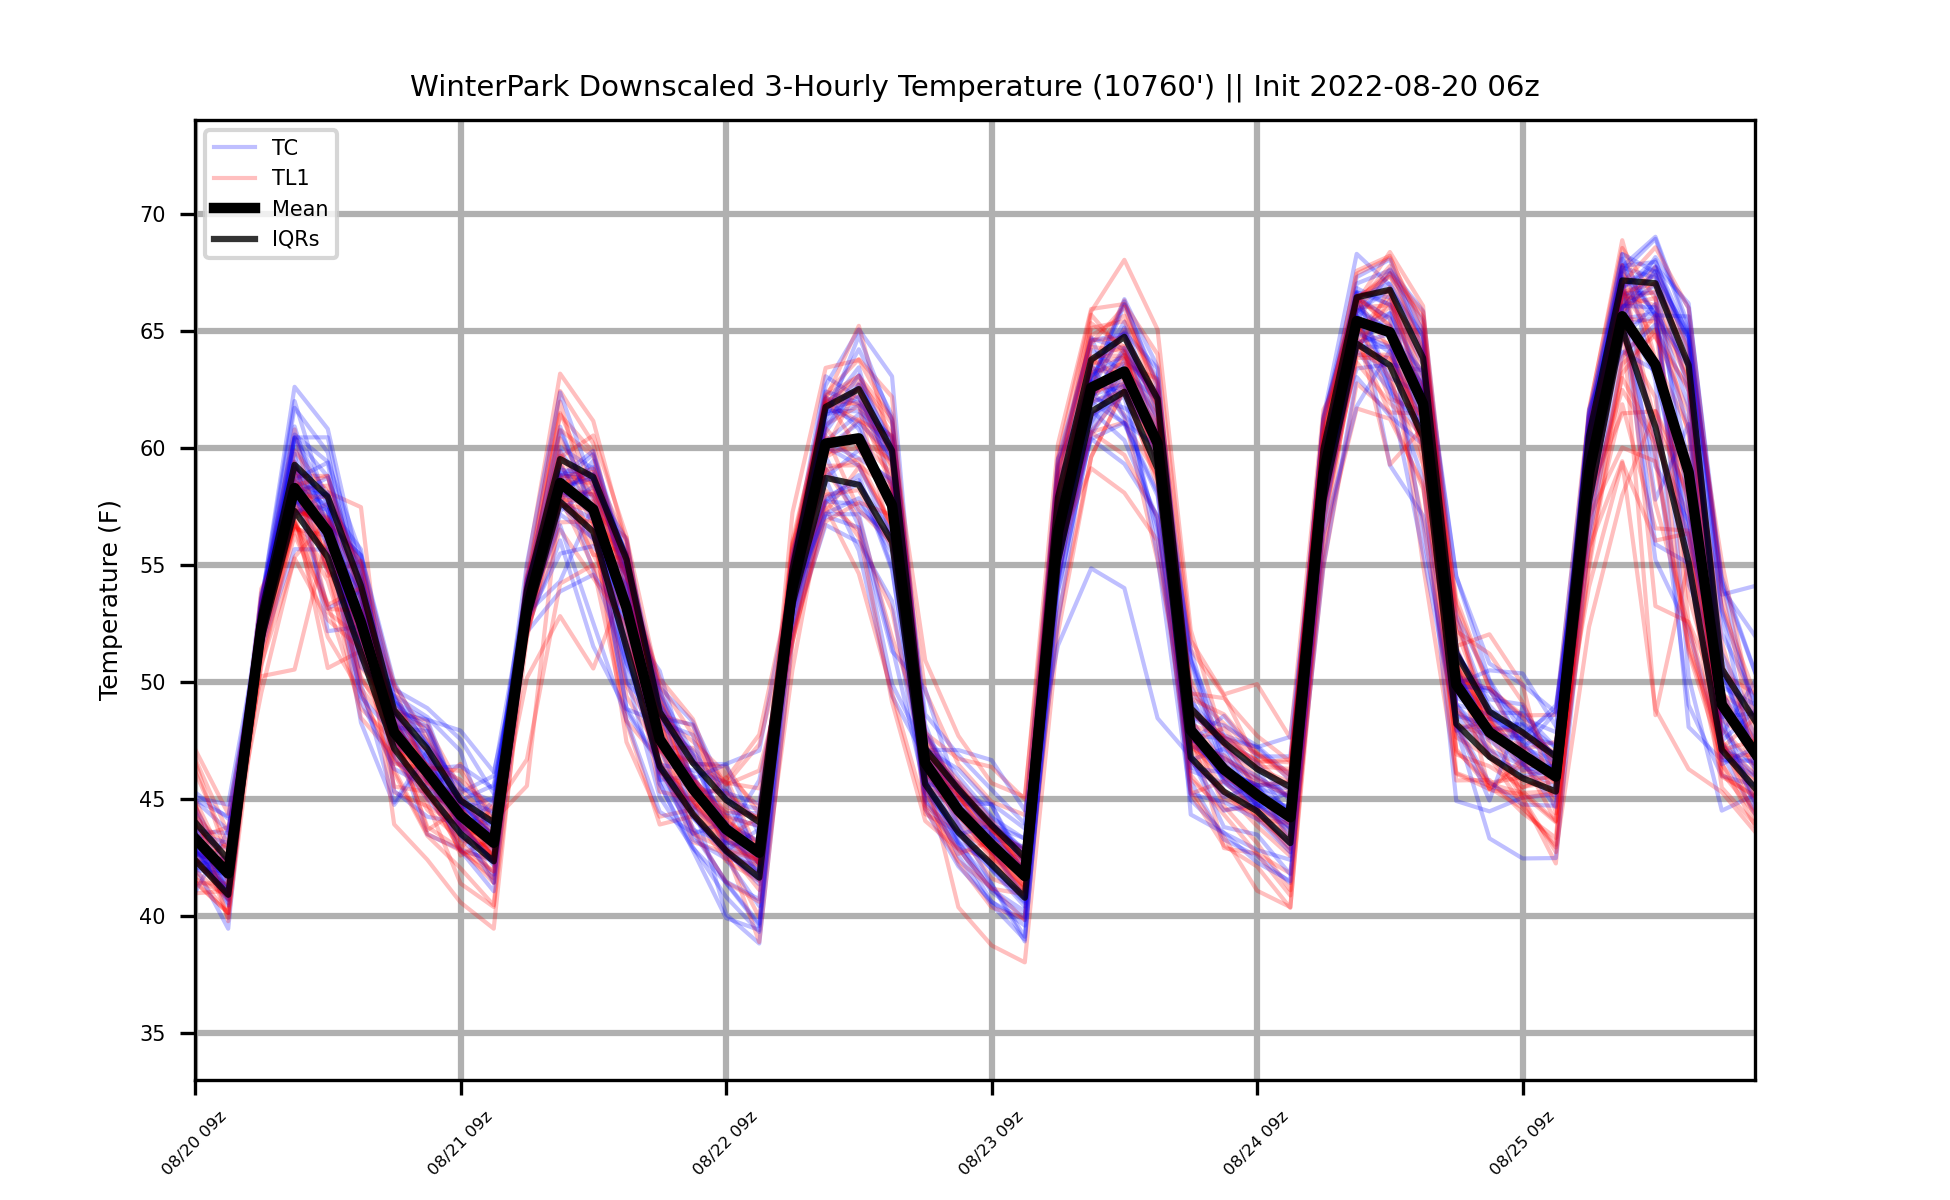 WinterPark Downscaled 3-Hourly Temperature (10760') || Init 2022-08-20 06z
TC
TL1
Mean
IQRs
Temperature (F)
70
65
60
55
50
45
40
35
08/20 09z
08/21 09z
08/22 09z
08/23 09z
08/24 09z
08/25 09z